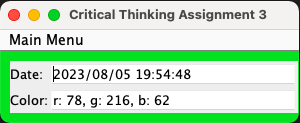 Critical Thinking Assignment 3
Main Menu
Date: 2023/08/05 19:54:48
Color: r: 78, g: 216, b: 62